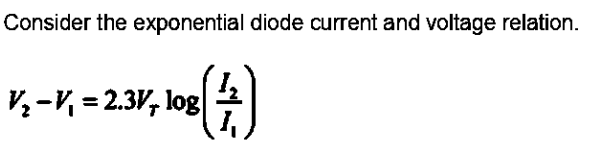 Consider the exponential diode current and voltage relation.
V₂ – V₁ = 2.3V_T log(I₂/I₁)